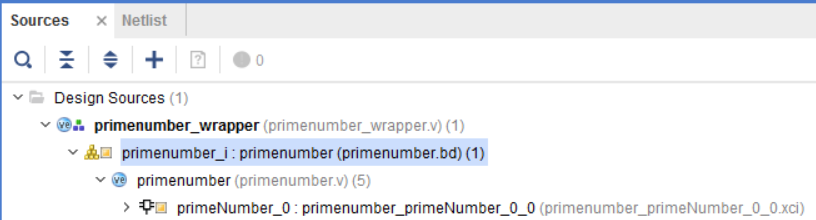 Sources × Netlist
? 0
Design Sources (1)
primenumber_wrapper (primenumber_wrapper.v) (1)
primenumber_i : primenumber (primenumber.bd) (1)
primenumber (primenumber.v) (5)
primeNumber_0 : primenumber_primeNumber_0_0 (primenumber_primeNumber_0_0.xci)